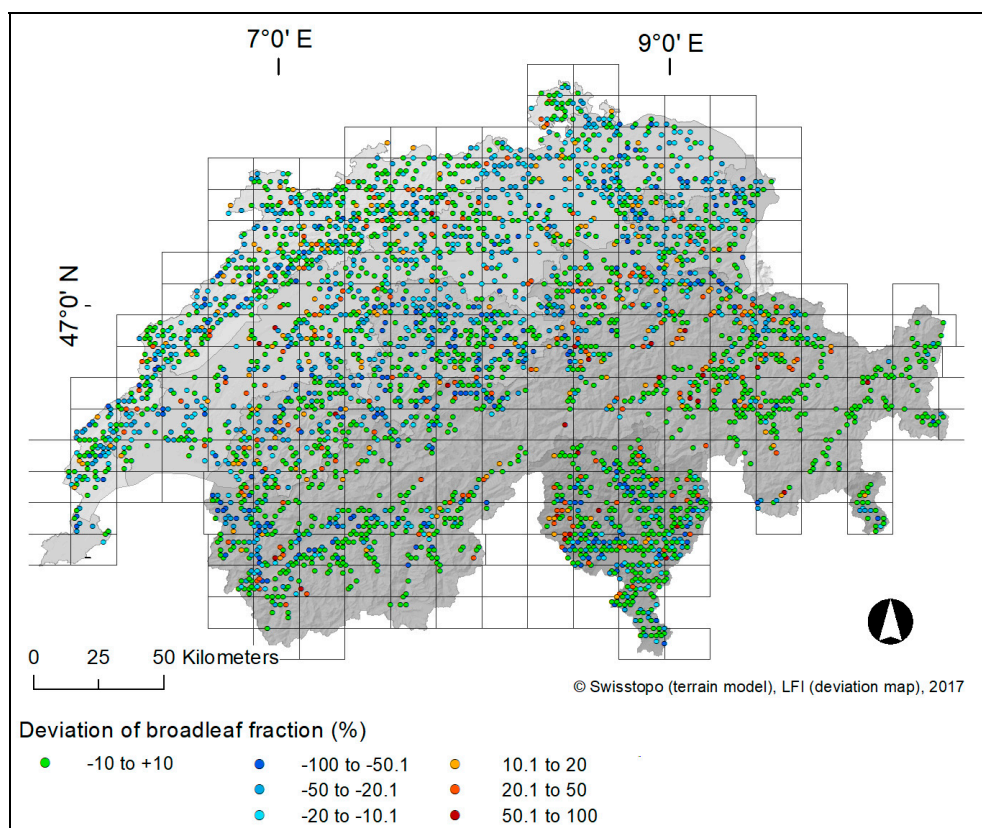 7°0' E
9°0' E
47°0' N
0 25 50 Kilometers
© Swisstopo (terrain model), LFI (deviation map), 2017
Deviation of broadleaf fraction (%)
-10 to +10
-100 to -50.1
10.1 to 20
-50 to -20.1
20.1 to 50
-20 to -10.1
50.1 to 100